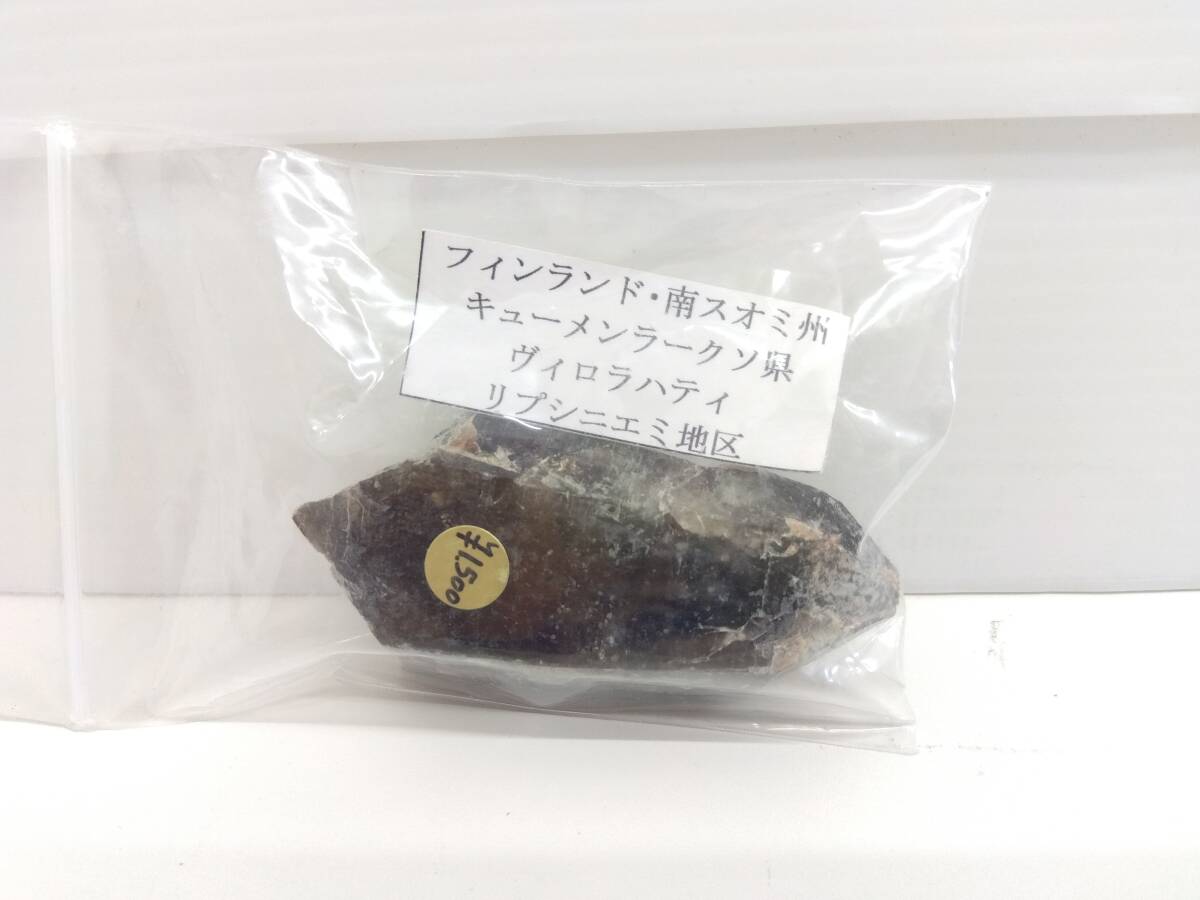 フィンランド・南スオミ州
キューメンラークソ県
ヴィロラハティ
リプシニエミ地区
¥1,500